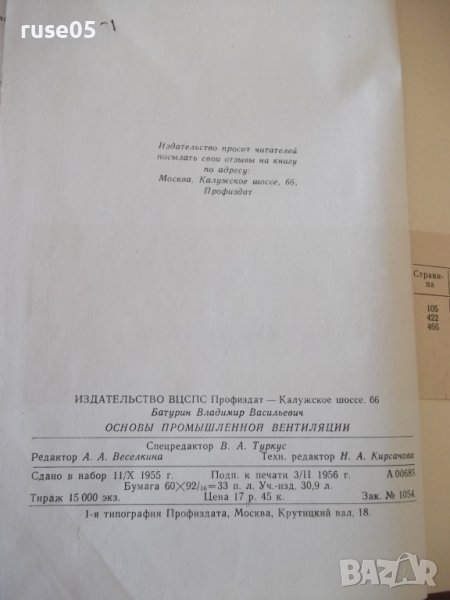 ruse05
Издательство просит читателей
посылать свои отзывы на книгу
по адресу:
Москва, Калужское шоссе, 66,
Профиздат
Страни-
ца
105
422
466
ИЗДАТЕЛЬСТВО ВЦСПС Профиздат — Калужское шоссе, 66
Батурин Владимир Васильевич
ОСНОВЫ ПРОМЫШЛЕННОЙ ВЕНТИЛЯЦИИ
Спецредактор В. А. Туркус
Редактор А. А. Веселкина. Техн. редактор Н. А. Кирсанова
Сдано в набор 11/X 1955 г. Подп. к печати 3/II 1956 г. А 00685
Бумага 60×92/16=33 п. л. Уч.-изд. 30,9 л.
Тираж 15 000 экз. Цена 17 р. 45 к. Зак. № 1054.
1-я типография Профиздата, Москва, Крутицкий вал, 18.
BAZAR.bg